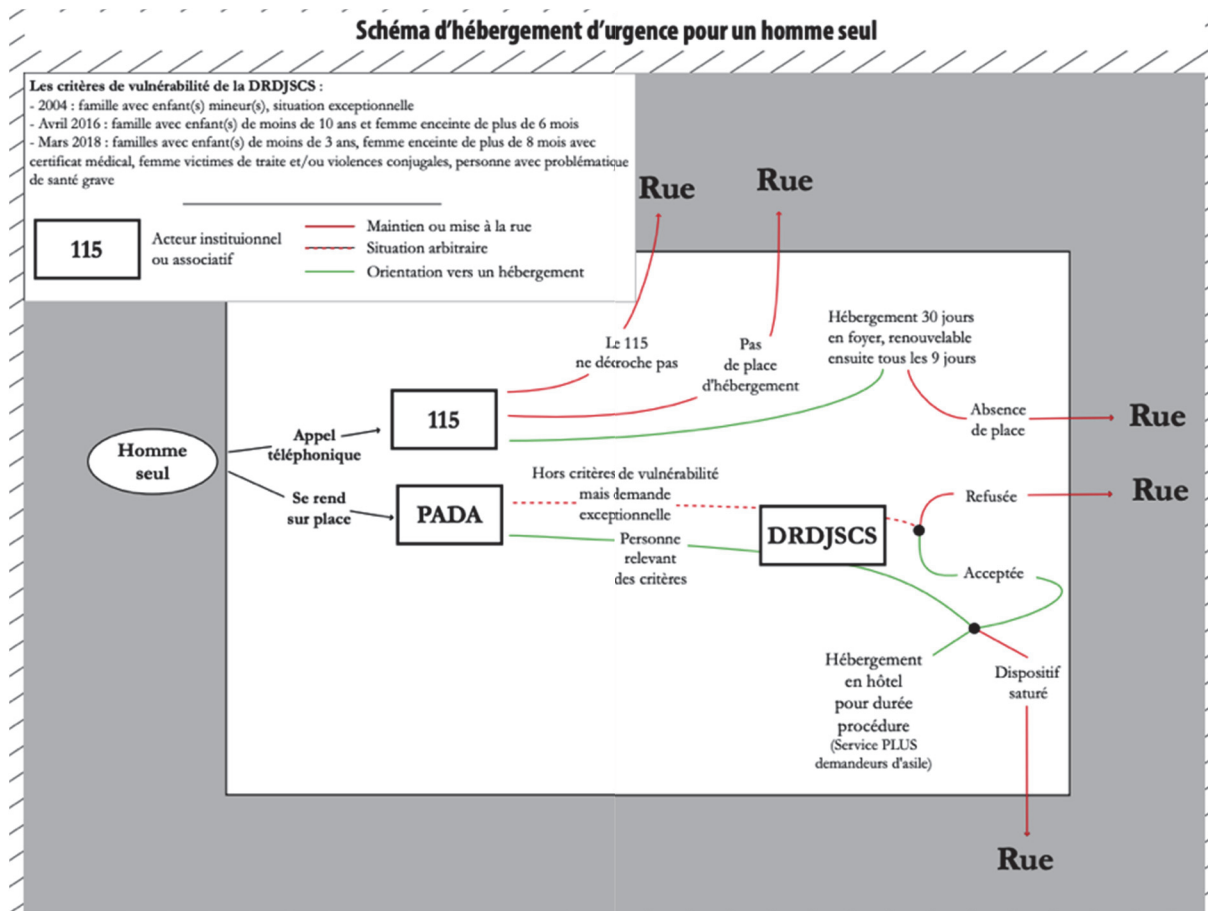 Schéma d'hébergement d'urgence pour un homme seul
Les critères de vulnérabilité de la DRDJSCS :
- 2004 : famille avec enfant(s) mineur(s), situation exceptionnelle
- Avril 2016 : famille avec enfant(s) de moins de 10 ans et femme enceinte de plus de 6 mois
- Mars 2018 : familles avec enfant(s) de moins de 3 ans, femme enceinte de plus de 8 mois avec
certificat médical, femme victimes de traite et/ou violences conjugales, personne avec problématique
de santé grave
115
Acteur instituionnel
ou associatif
Maintien ou mise à la rue
Situation arbitraire
Orientation vers un hébergement
Rue
Rue
Le 115
ne décroche pas
Pas
de place
d'hébergement
Hébergement 30 jours
en foyer, renouvelable
ensuite tous les 9 jours
Absence
de place
Rue
Homme
seul
Appel
téléphonique
115
Se rend
sur place
PADA
Hors critères de vulnérabilité
mais demande
exceptionnelle
Personne
relevant
des critères
DRDJSCS
Refusée
Rue
Acceptée
Hébergement
en hôtel
pour durée
procédure
(Service PLUS
demandeurs d'asile)
Dispositif
saturé
Rue